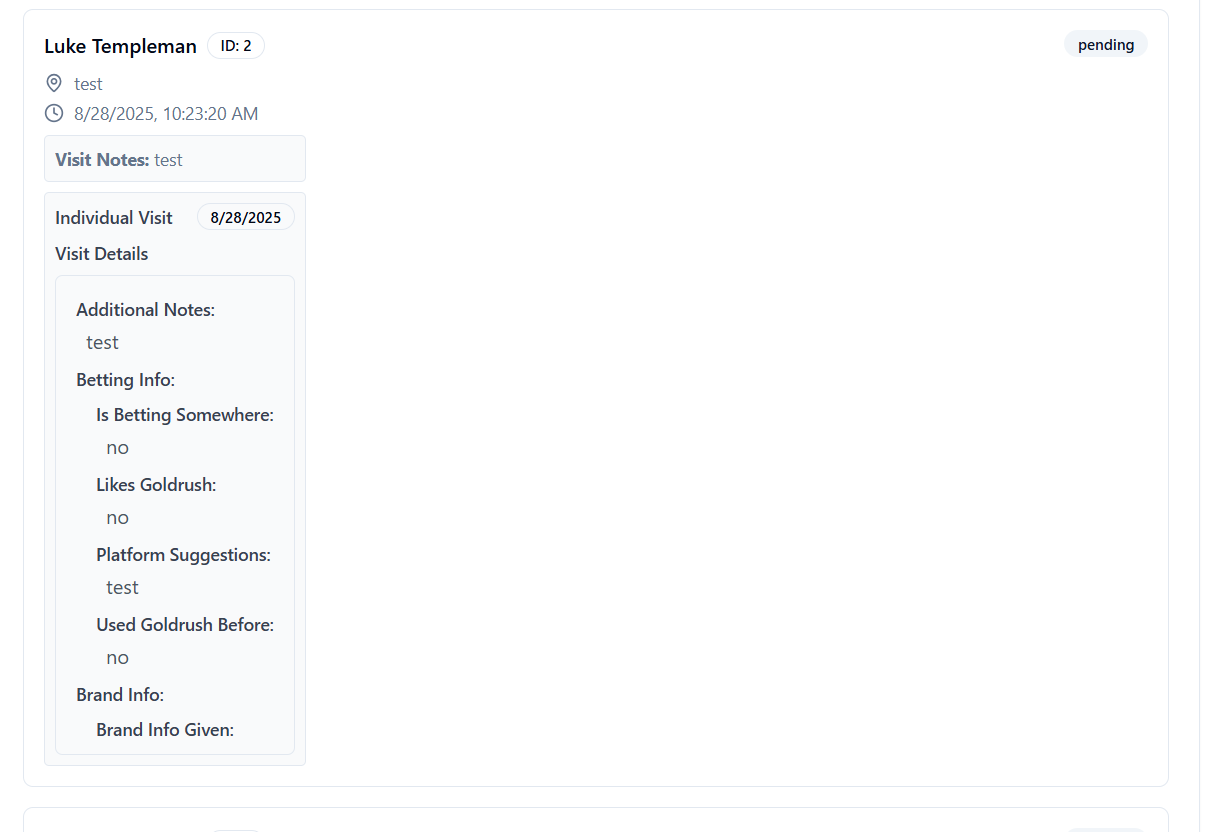 Luke Templeman ID: 2 pending
test
8/28/2025, 10:23:20 AM
Visit Notes: test
Individual Visit 8/28/2025
Visit Details
Additional Notes:
test
Betting Info:
Is Betting Somewhere:
no
Likes Goldrush:
no
Platform Suggestions:
test
Used Goldrush Before:
no
Brand Info:
Brand Info Given: